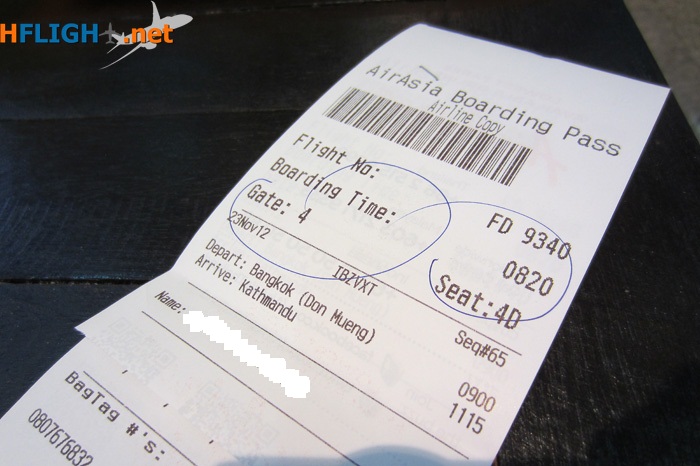 HFLIGH .net
AirAsia Boarding Pass
Airline Copy
Flight No: FD 9340
Boarding Time: 0820
Gate: 4 Seat:4D
23Nov12 IBZVXT Seq#65
Depart: Bangkok (Don Mueng) 0900
Arrive: Kathmandu 1115
Name:
BagTag #'s:
0807676832